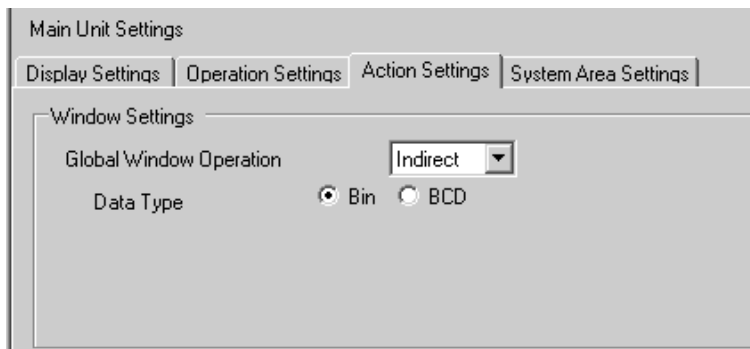 Main Unit Settings
Display Settings Operation Settings Action Settings System Area Settings
Window Settings
Global Window Operation Indirect
Data Type Bin BCD